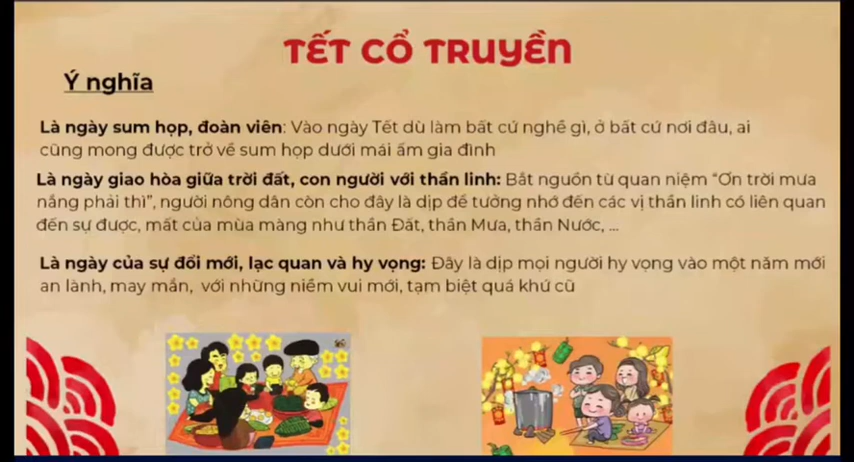 TẾT CỔ TRUYỀN
Ý nghĩa
Là ngày sum họp, đoàn viên: Vào ngày Tết dù làm bất cứ nghề gì, ở bất cứ nơi đâu, ai
cũng mong được trở về sum họp dưới mái ấm gia đình
Là ngày giao hòa giữa trời đất, con người với thần linh: Bắt nguồn từ quan niệm “Ơn trời mưa
nắng phải thì”, người nông dân còn cho đây là dịp để tưởng nhớ đến các vị thần linh có liên quan
đến sự được, mất của mùa màng như thần Đất, thần Mưa, thần Nước, ...
Là ngày của sự đổi mới, lạc quan và hy vọng: Đây là dịp mọi người hy vọng vào một năm mới
an lành, may mắn, với những niềm vui mới, tạm biệt quá khứ cũ